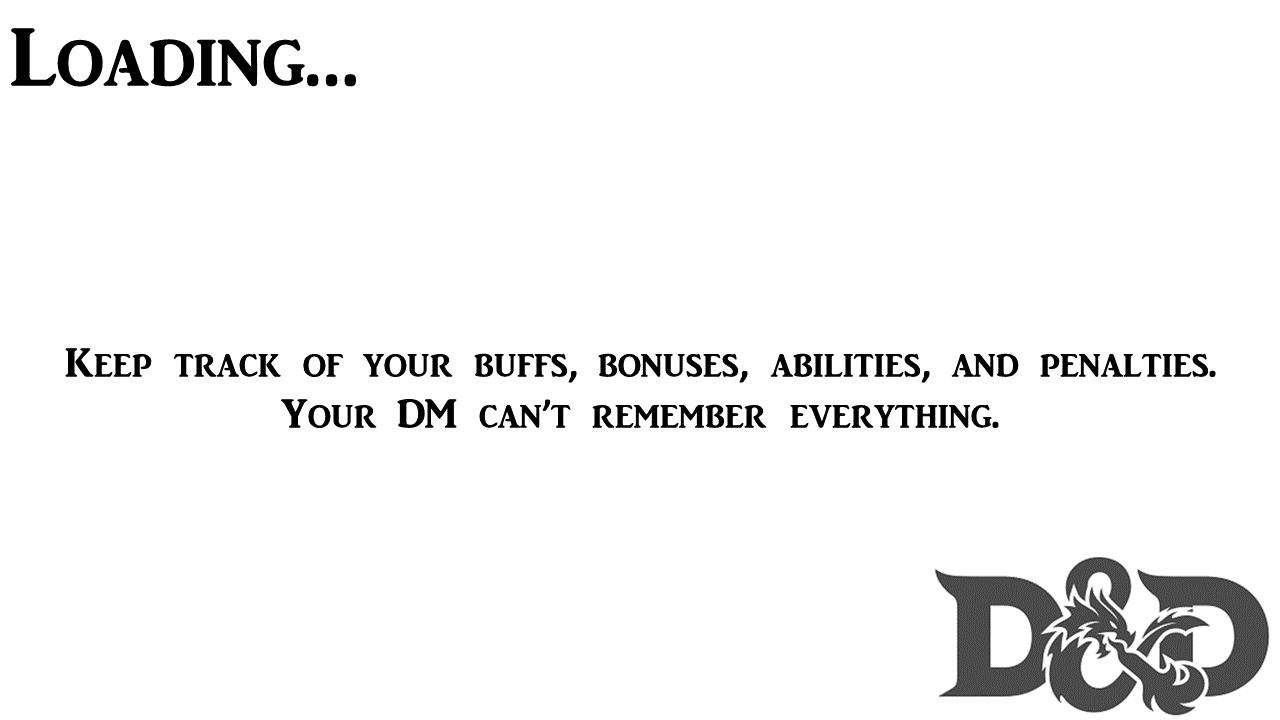 Loading...
Keep track of your buffs, bonuses, abilities, and penalties.
Your DM can't remember everything.
D&D